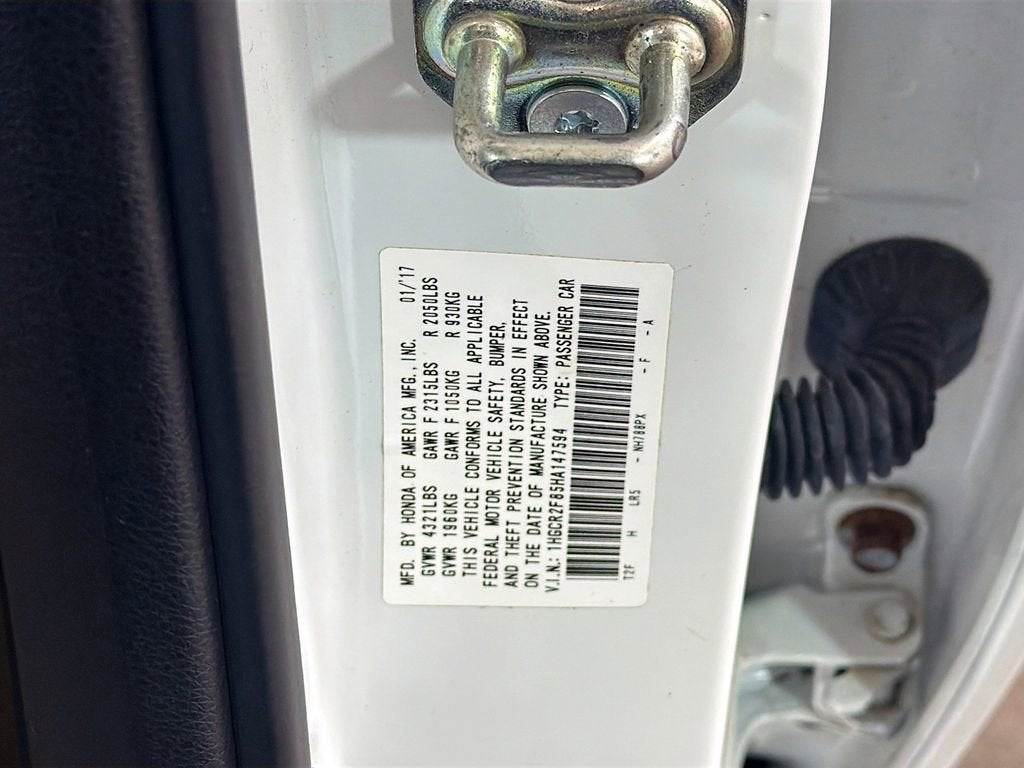 MFD. BY HONDA OF AMERICA MFG., INC. 01/'17
GVWR 4321LBS GAWR F 2315LBS R 2050LBS
GVWR 1961KG GAWR F 1050KG R 930KG
THIS VEHICLE CONFORMS TO ALL APPLICABLE
FEDERAL MOTOR VEHICLE SAFETY, BUMPER,
AND THEFT PREVENTION STANDARDS IN EFFECT
ON THE DATE OF MANUFACTURE SHOWN ABOVE.
V.I.N.: 1HGCR2F85HA147594 TYPE: PASSENGER CAR
T2F H LR5 - NH788PX - F - A